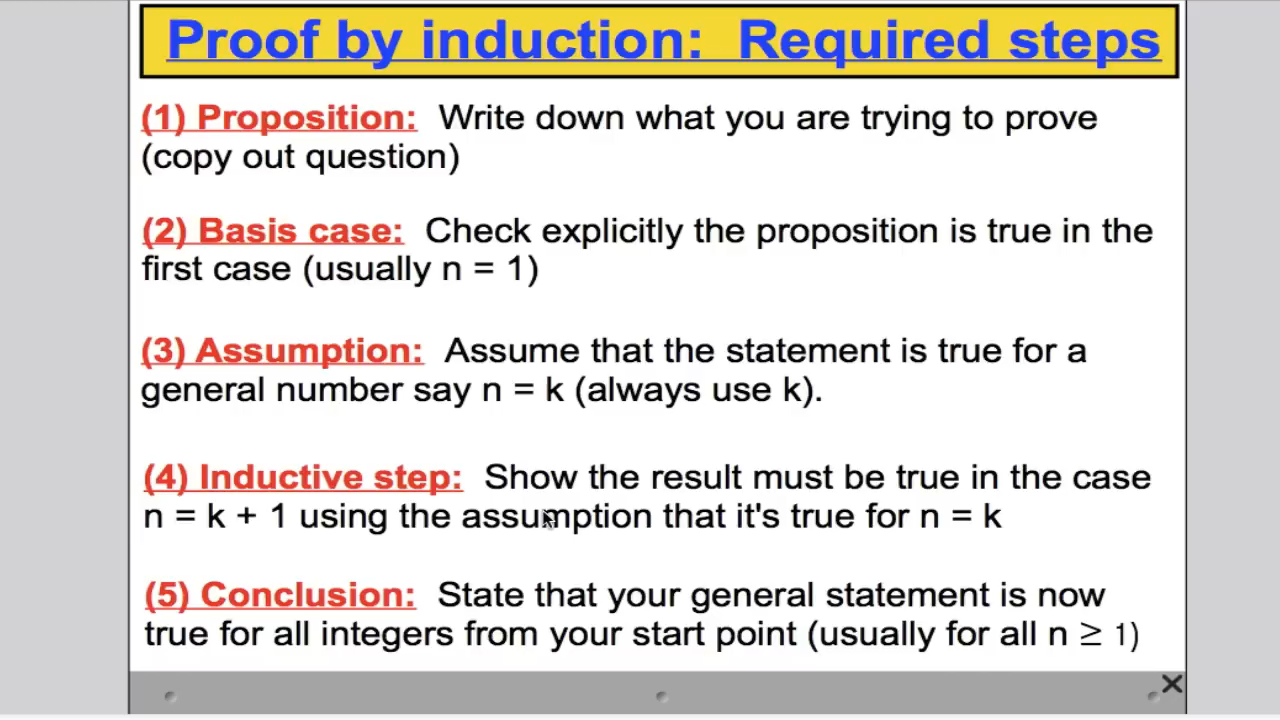 Proof by induction: Required steps
(1) Proposition: Write down what you are trying to prove
(copy out question)
(2) Basis case: Check explicitly the proposition is true in the
first case (usually n = 1)
(3) Assumption: Assume that the statement is true for a
general number say n = k (always use k).
(4) Inductive step: Show the result must be true in the case
n = k + 1 using the assumption that it's true for n = k
(5) Conclusion: State that your general statement is now
true for all integers from your start point (usually for all n ≥ 1)